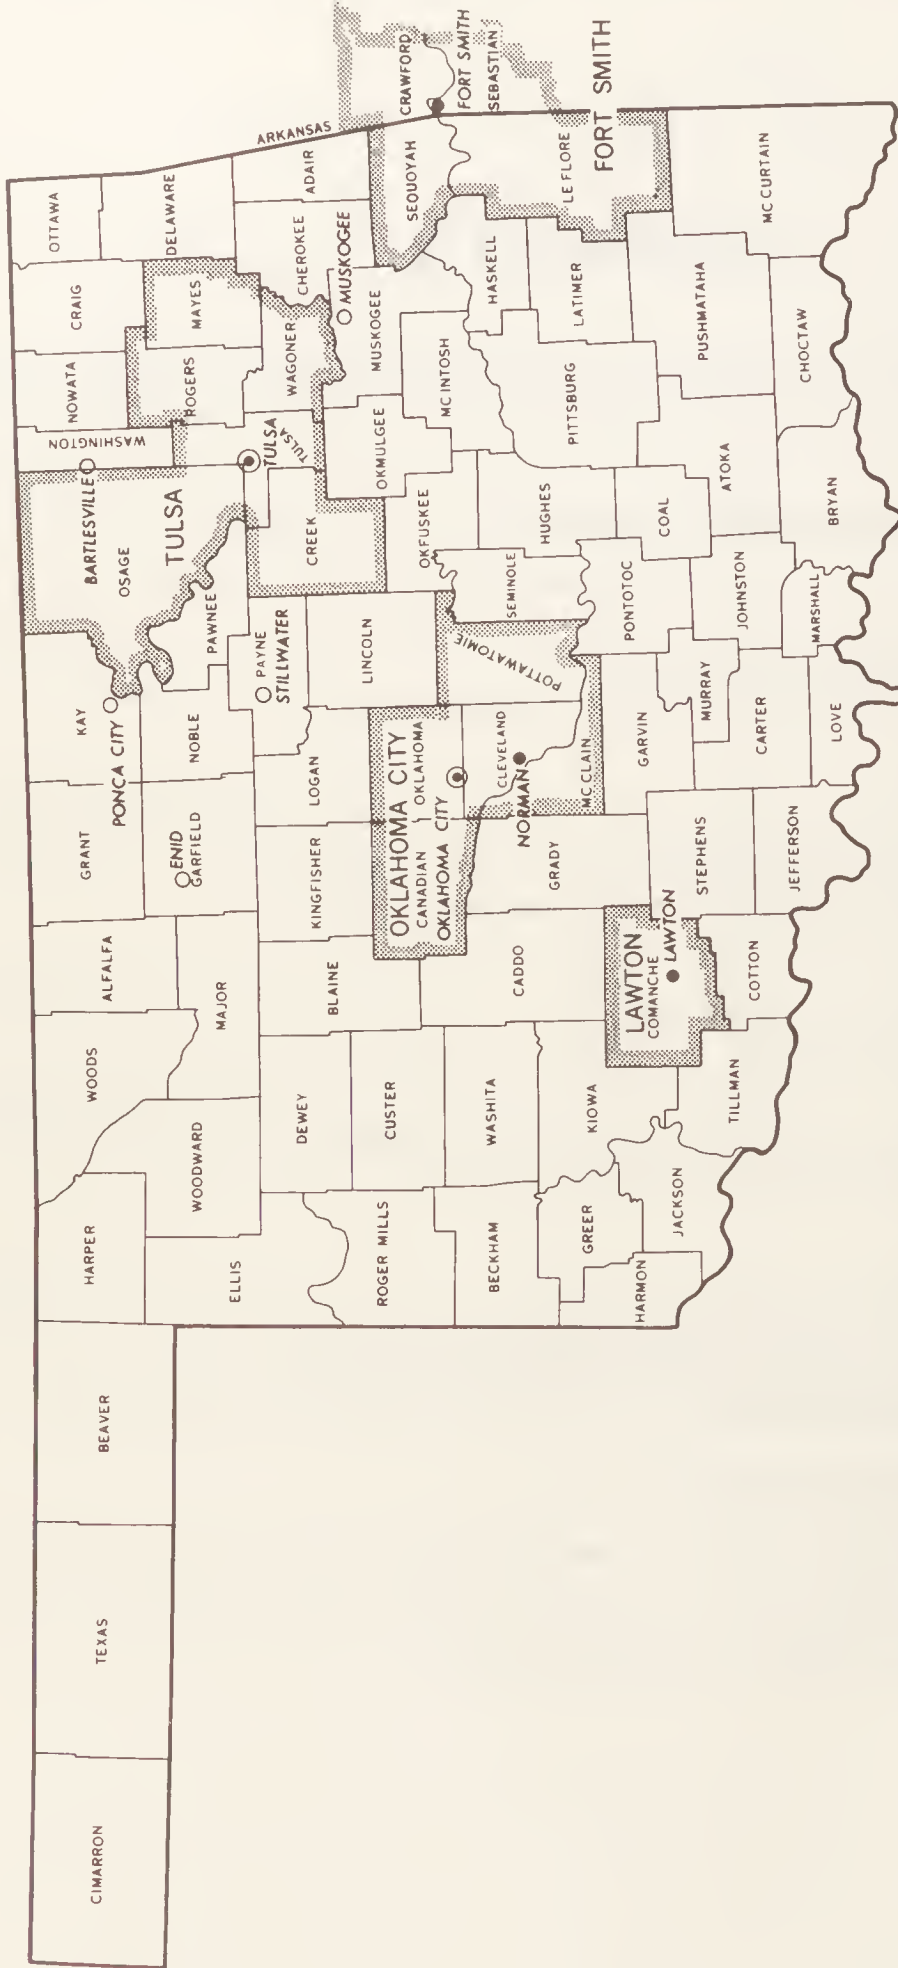 CIMARRON
TEXAS
BEAVER
HARPER
WOODS
ALFALFA
GRANT
KAY
PONCA CITY
BARTLESVILLE
OSAGE
TULSA
WASHINGTON
NOWATA
CRAIG
OTTAWA
ELLIS
WOODWARD
MAJOR
ENID
GARFIELD
NOBLE
PAWNEE
ROGERS
MAYES
DELAWARE
PAYNE
STILLWATER
TULSA
TULSA
WAGONER
CHEROKEE
ADAIR
ARKANSAS
ROGER MILLS
DEWEY
BLAINE
KINGFISHER
LOGAN
LINCOLN
CREEK
OKMULGEE
MUSKOGEE
MUSKOGEE
SEQUOYAH
CRAWFORD
FORT SMITH
SEBASTIAN
FORT SMITH
CUSTER
OKLAHOMA CITY
CANADIAN
OKLAHOMA
OKLAHOMA CITY
OKFUSKEE
MC INTOSH
HASKELL
LE FLORE
BECKHAM
WASHITA
CADDO
GRADY
CLEVELAND
NORMAN
MC CLAIN
POTTAWATOMIE
SEMINOLE
HUGHES
PITTSBURG
LATIMER
GREER
KIOWA
LAWTON
COMANCHE
LAWTON
STEPHENS
GARVIN
MURRAY
PONTOTOC
COAL
ATOKA
PUSHMATAHA
MC CURTAIN
HARMON
JACKSON
TILLMAN
COTTON
JEFFERSON
CARTER
LOVE
JOHNSTON
MARSHALL
BRYAN
CHOCTAW